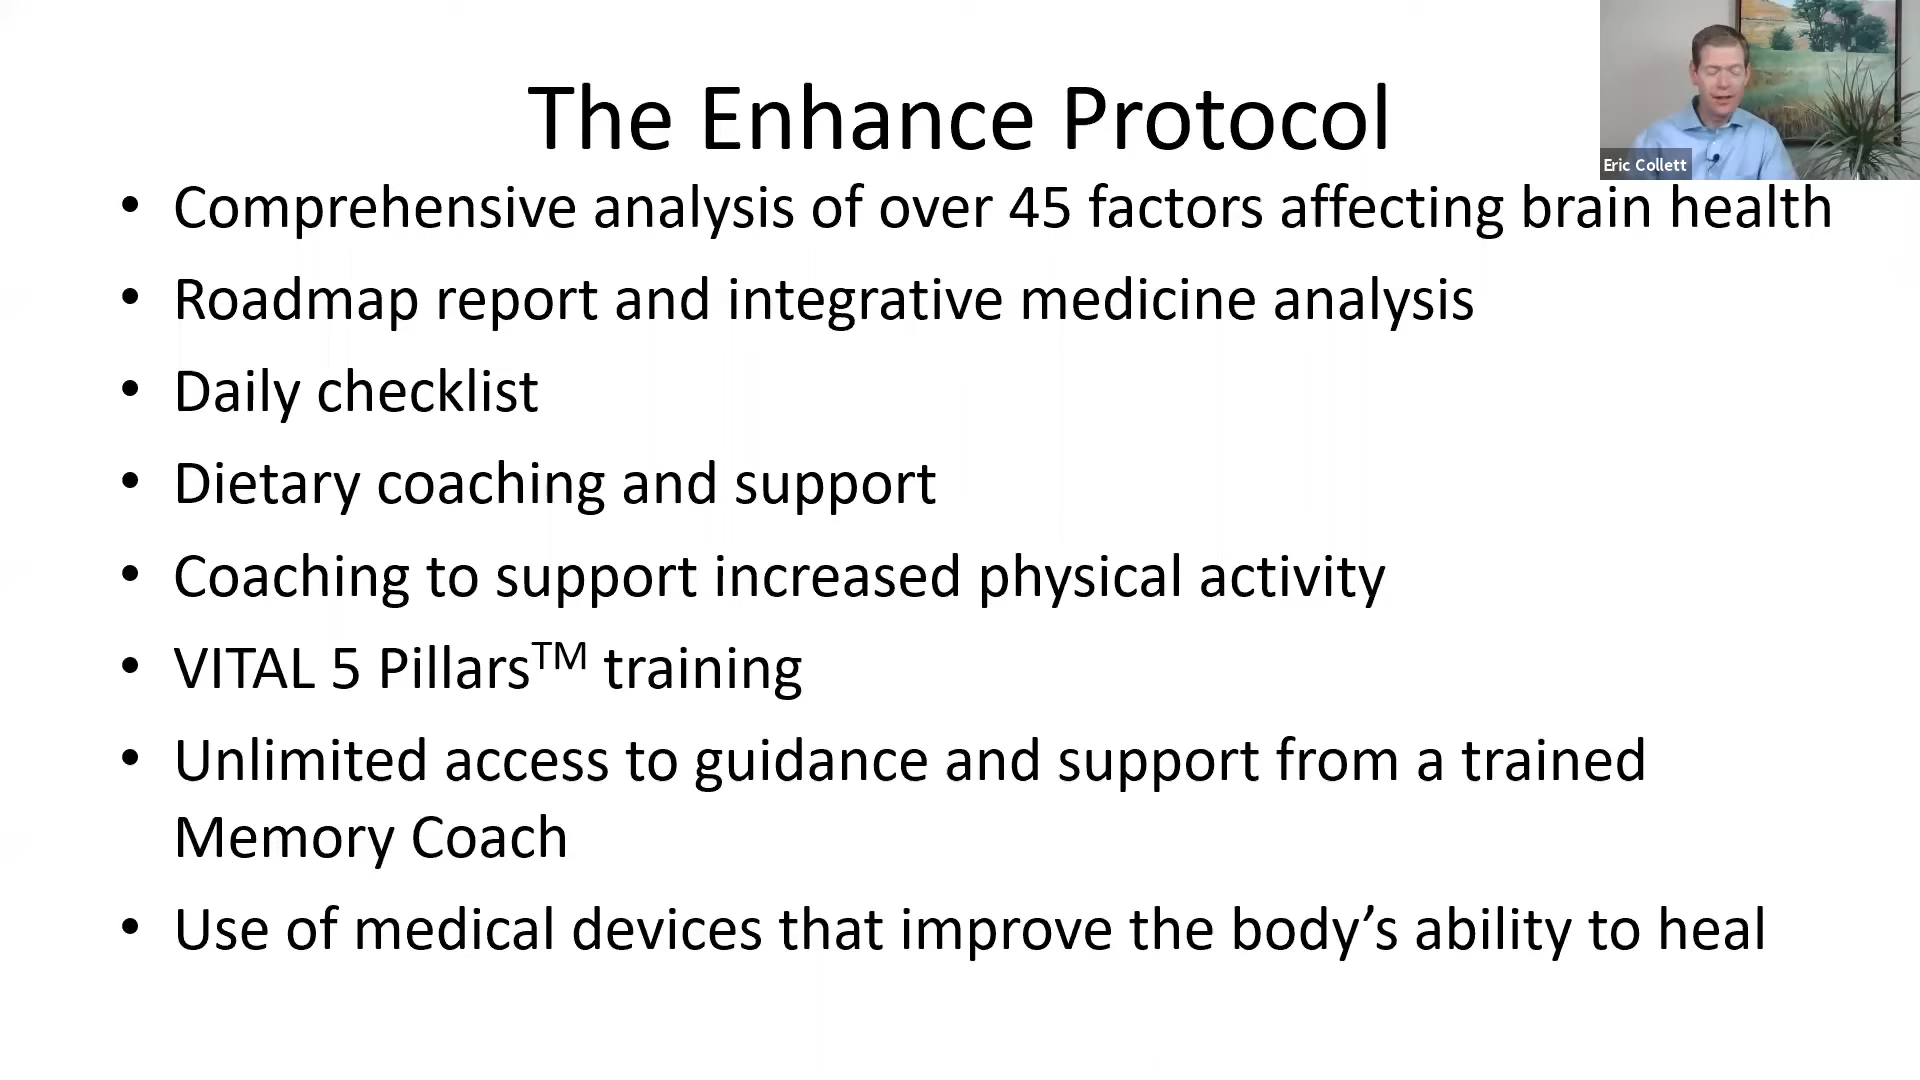 The Enhance Protocol
Eric Collett
• Comprehensive analysis of over 45 factors affecting brain health
• Roadmap report and integrative medicine analysis
• Daily checklist
• Dietary coaching and support
• Coaching to support increased physical activity
• VITAL 5 Pillars™ training
• Unlimited access to guidance and support from a trained
Memory Coach
• Use of medical devices that improve the body’s ability to heal